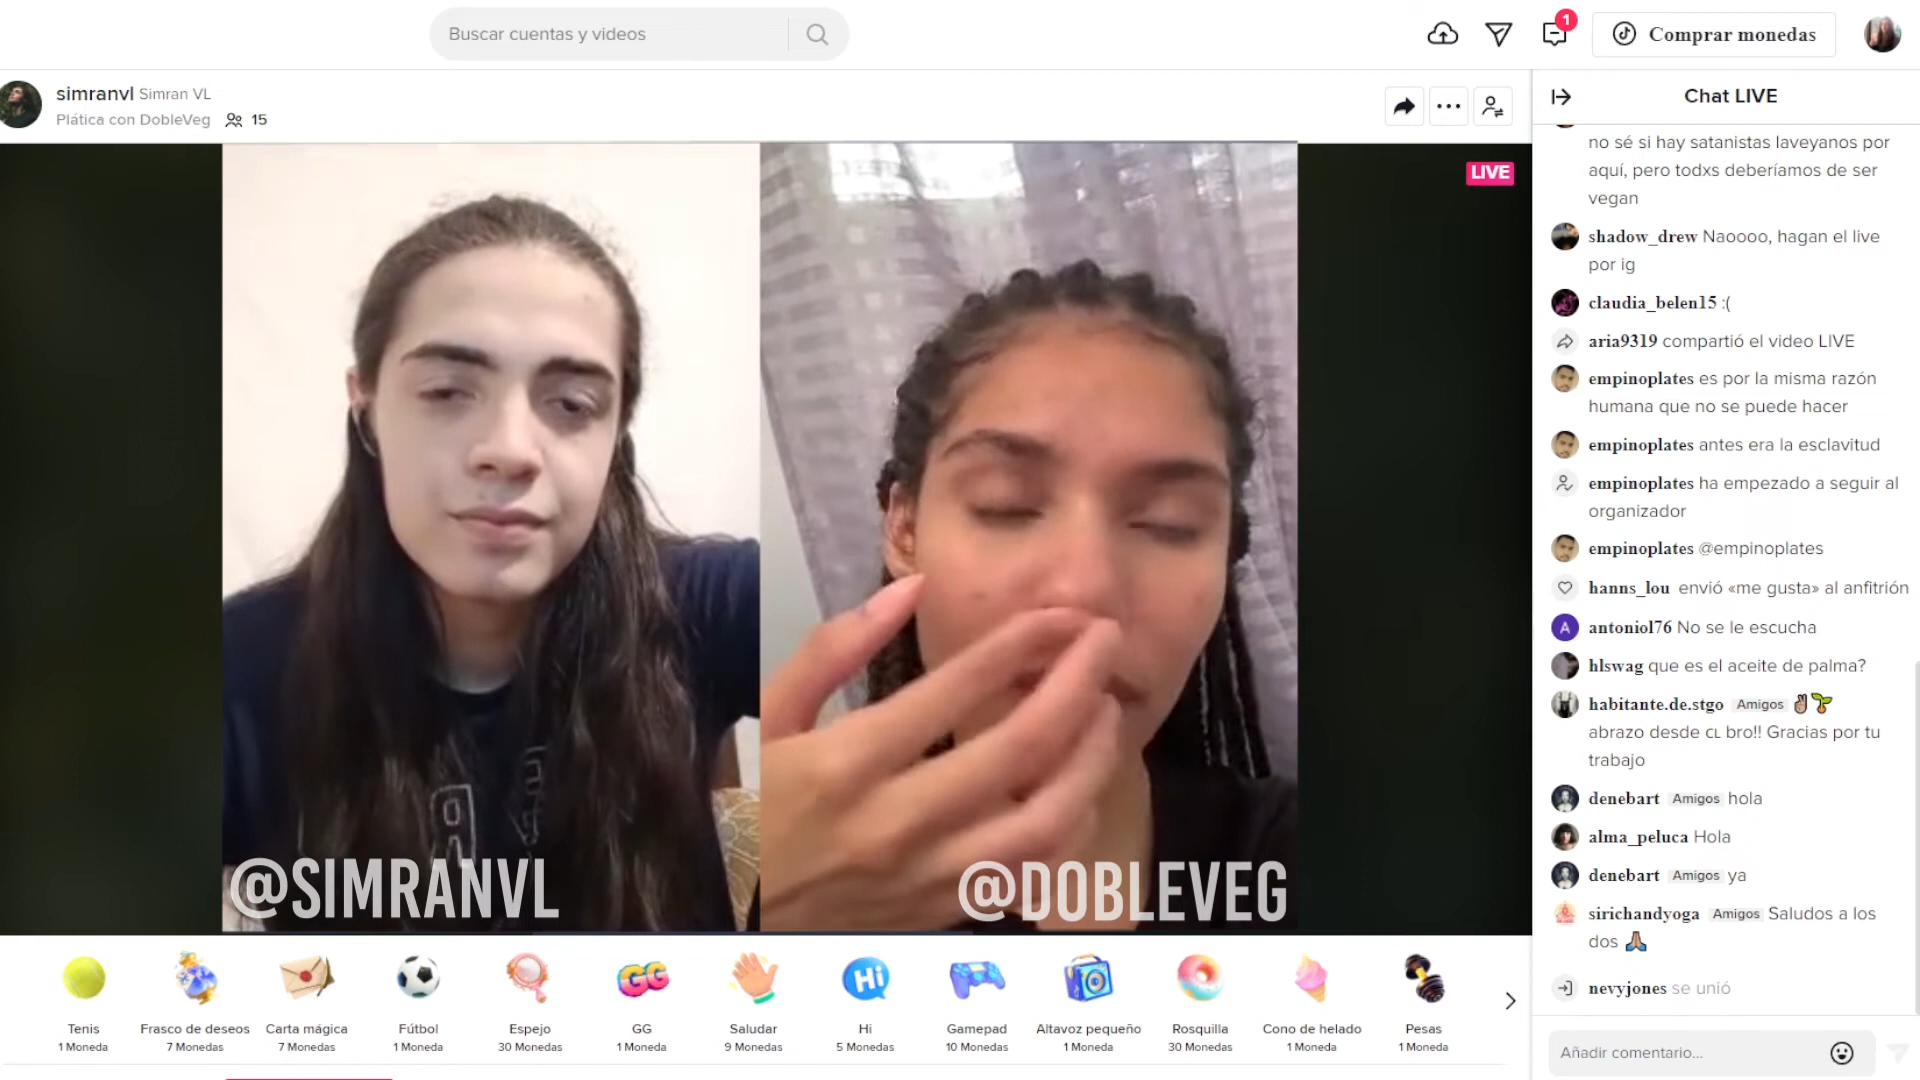 Buscar cuentas y videos
1
Comprar monedas
simranvl Simran VL
Plática con DobleVeg 15
LIVE
@SIMRANVL
@DOBLEVEG
Tenis
1 Moneda
Frasco de deseos
7 Monedas
Carta mágica
7 Monedas
Fútbol
1 Moneda
Espejo
30 Monedas
GG
GG
1 Moneda
Saludar
9 Monedas
Hi
Hi
5 Monedas
Gamepad
10 Monedas
Altavoz pequeño
1 Moneda
Rosquilla
30 Monedas
Cono de helado
1 Moneda
Pesas
1 Moneda
Chat LIVE
no sé si hay satanistas laveyanos por
aquí, pero todxs deberíamos de ser
vegan
shadow_drew Naoooo, hagan el live
por ig
claudia_belen15 :(
aria9319 compartió el video LIVE
empinoplates es por la misma razón
humana que no se puede hacer
empinoplates antes era la esclavitud
empinoplates ha empezado a seguir al
organizador
empinoplates @empinoplates
hanns_lou envió «me gusta» al anfitrión
A
antoniol76 No se le escucha
hlswag que es el aceite de palma?
habitante.de.stgo Amigos ✌🏽🌱
abrazo desde cʟ bro!! Gracias por tu
trabajo
denebart Amigos hola
alma_peluca Hola
denebart Amigos ya
sirichandyoga Amigos Saludos a los
dos 🙏🏽
nevyjones se unió
Añadir comentario...